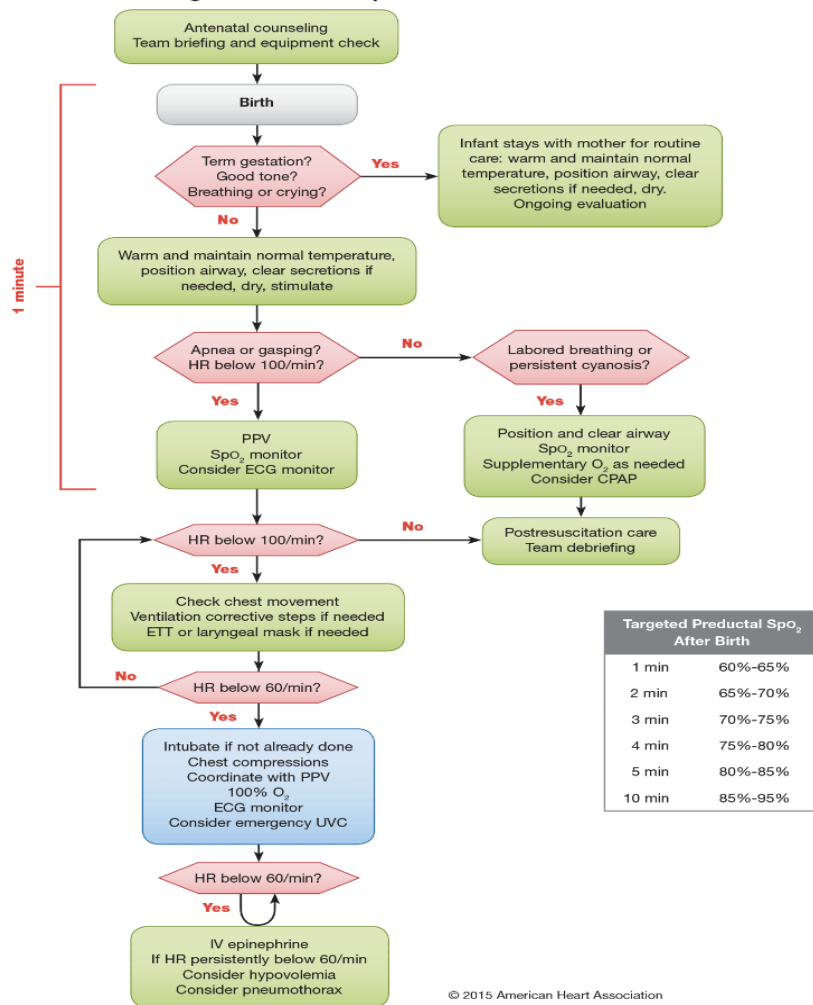 Antenatal counseling
Team briefing and equipment check
Birth
1 minute
Term gestation?
Good tone?
Breathing or crying?
Yes
Infant stays with mother for routine
care: warm and maintain normal
temperature, position airway, clear
secretions if needed, dry.
Ongoing evaluation
No
Warm and maintain normal temperature,
position airway, clear secretions if
needed, dry, stimulate
Apnea or gasping?
HR below 100/min?
No
Labored breathing or
persistent cyanosis?
Yes
Yes
PPV
SpO₂ monitor
Consider ECG monitor
Position and clear airway
SpO₂ monitor
Supplementary O₂ as needed
Consider CPAP
HR below 100/min?
No
Postresuscitation care
Team debriefing
Yes
Check chest movement
Ventilation corrective steps if needed
ETT or laryngeal mask if needed
No
HR below 60/min?
Yes
Intubate if not already done
Chest compressions
Coordinate with PPV
100% O₂
ECG monitor
Consider emergency UVC
HR below 60/min?
Yes
IV epinephrine
If HR persistently below 60/min
Consider hypovolemia
Consider pneumothorax
Targeted Preductal SpO₂
After Birth
1 min 60%-65%
2 min 65%-70%
3 min 70%-75%
4 min 75%-80%
5 min 80%-85%
10 min 85%-95%
© 2015 American Heart Association